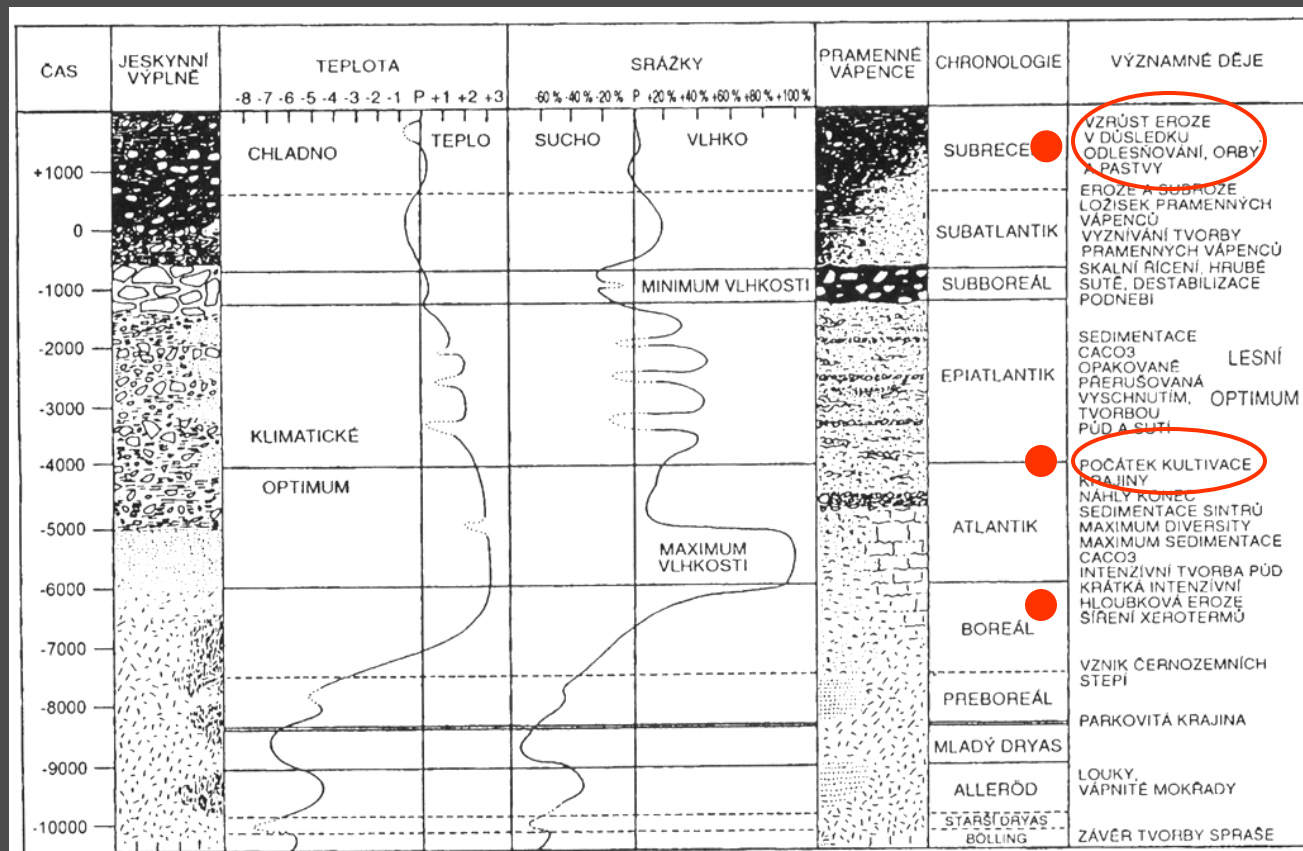 ČAS
JESKYNNÍ
VÝPLNĚ
TEPLOTA
-8 -7 -6 -5 -4 -3 -2 -1 P +1 +2 +3
SRÁŽKY
-60 % -40 % -20 % P +20 % +40 % +60 % +80 % +100 %
PRAMENNÉ
VÁPENCE
CHRONOLOGIE
VÝZNAMNÉ DĚJE
+1000
0
-1000
-2000
-3000
-4000
-5000
-6000
-7000
-8000
-9000
-10000
CHLADNO
TEPLO
KLIMATICKÉ
OPTIMUM
SUCHO
VLHKO
MINIMUM VLHKOSTI
MAXIMUM
VLHKOSTI
SUBRECE
SUBATLANTIK
SUBBOREÁL
EPIATLANTIK
ATLANTIK
BOREÁL
PREBOREÁL
MLADÝ DRYAS
ALLERÖD
STARŠÍ DRYAS
BÖLLING
VZRŮST EROZE
V DŮSLEDKU
ODLESŇOVÁNÍ, ORBY
A PASTVY
EROZE A SUBROZE
LOŽISEK PRAMENNÝCH
VÁPENCŮ
VYZNÍVÁNÍ TVORBY
PRAMENNYCH VÁPENCŮ
SKALNÍ ŘÍCENÍ, HRUBÉ
SUTĚ, DESTABILIZACE
PODNEBÍ
SEDIMENTACE
CACO3
OPAKOVANĚ
PŘERUŠOVANÁ
VYSCHNUTÍM,
TVORBOU
PŮD A SUTÍ
LESNÍ
OPTIMUM
POČÁTEK KULTIVACE
KRAJINY
NÁHLÝ KONEC
SEDIMENTACE SINTRŮ
MAXIMUM DIVERSITY
MAXIMUM SEDIMENTACE
CACO3
INTENZÍVNÍ TVORBA PŮD
KRÁTKÁ INTENZÍVNÍ
HLOUBKOVÁ EROZE
ŠÍŘENÍ XEROTERMŮ
VZNIK ČERNOZEMNÍCH
STEPÍ
PARKOVITÁ KRAJINA
LOUKY,
VÁPNITÉ MOKŘADY
ZÁVĚR TVORBY SPRAŠE